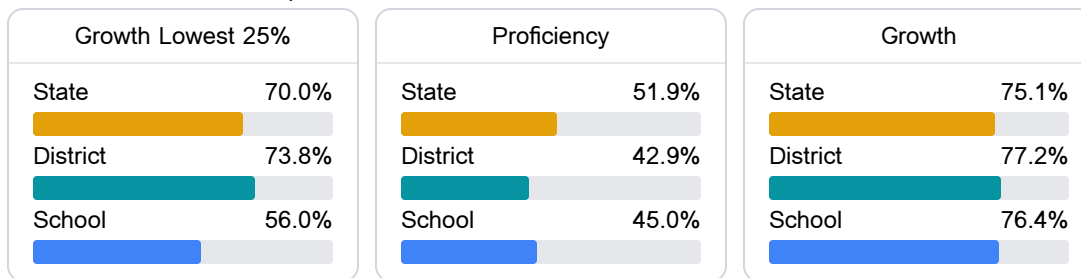 Growth Lowest 25%
State 70.0%
District 73.8%
School 56.0%
Proficiency
State 51.9%
District 42.9%
School 45.0%
Growth
State 75.1%
District 77.2%
School 76.4%